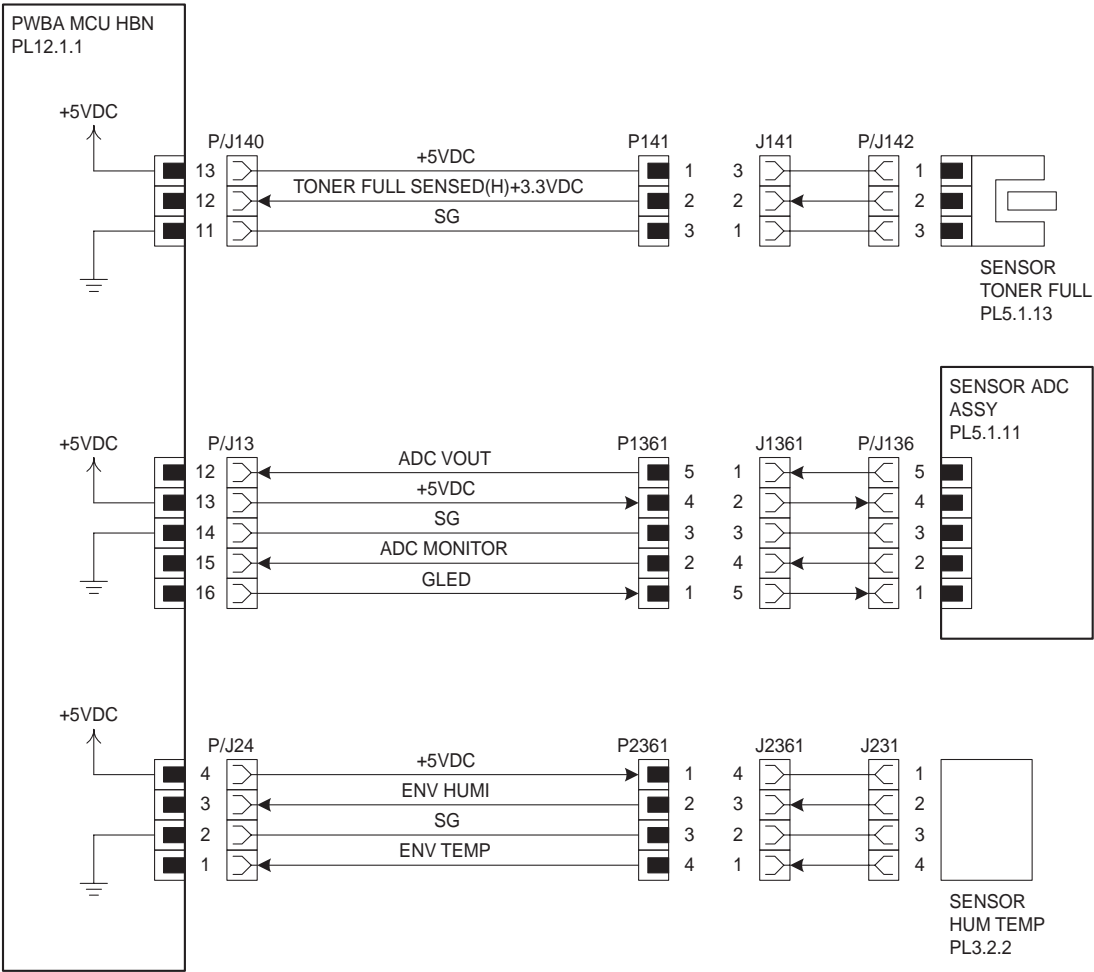 PWBA MCU HBN
PL12.1.1
+5VDC
P/J140
P141
J141
P/J142
+5VDC
13
1
3
1
TONER FULL SENSED(H)+3.3VDC
12
2
2
2
SG
11
3
1
3
SENSOR
TONER FULL
PL5.1.13
SENSOR ADC
ASSY
PL5.1.11
+5VDC
P/J13
P1361
J1361
P/J136
ADC VOUT
12
5
1
5
+5VDC
13
4
2
4
SG
14
3
3
3
ADC MONITOR
15
2
4
2
GLED
16
1
5
1
+5VDC
P/J24
P2361
J2361
J231
+5VDC
4
1
4
1
ENV HUMI
3
2
3
2
SG
2
3
2
3
ENV TEMP
1
4
1
4
SENSOR
HUM TEMP
PL3.2.2